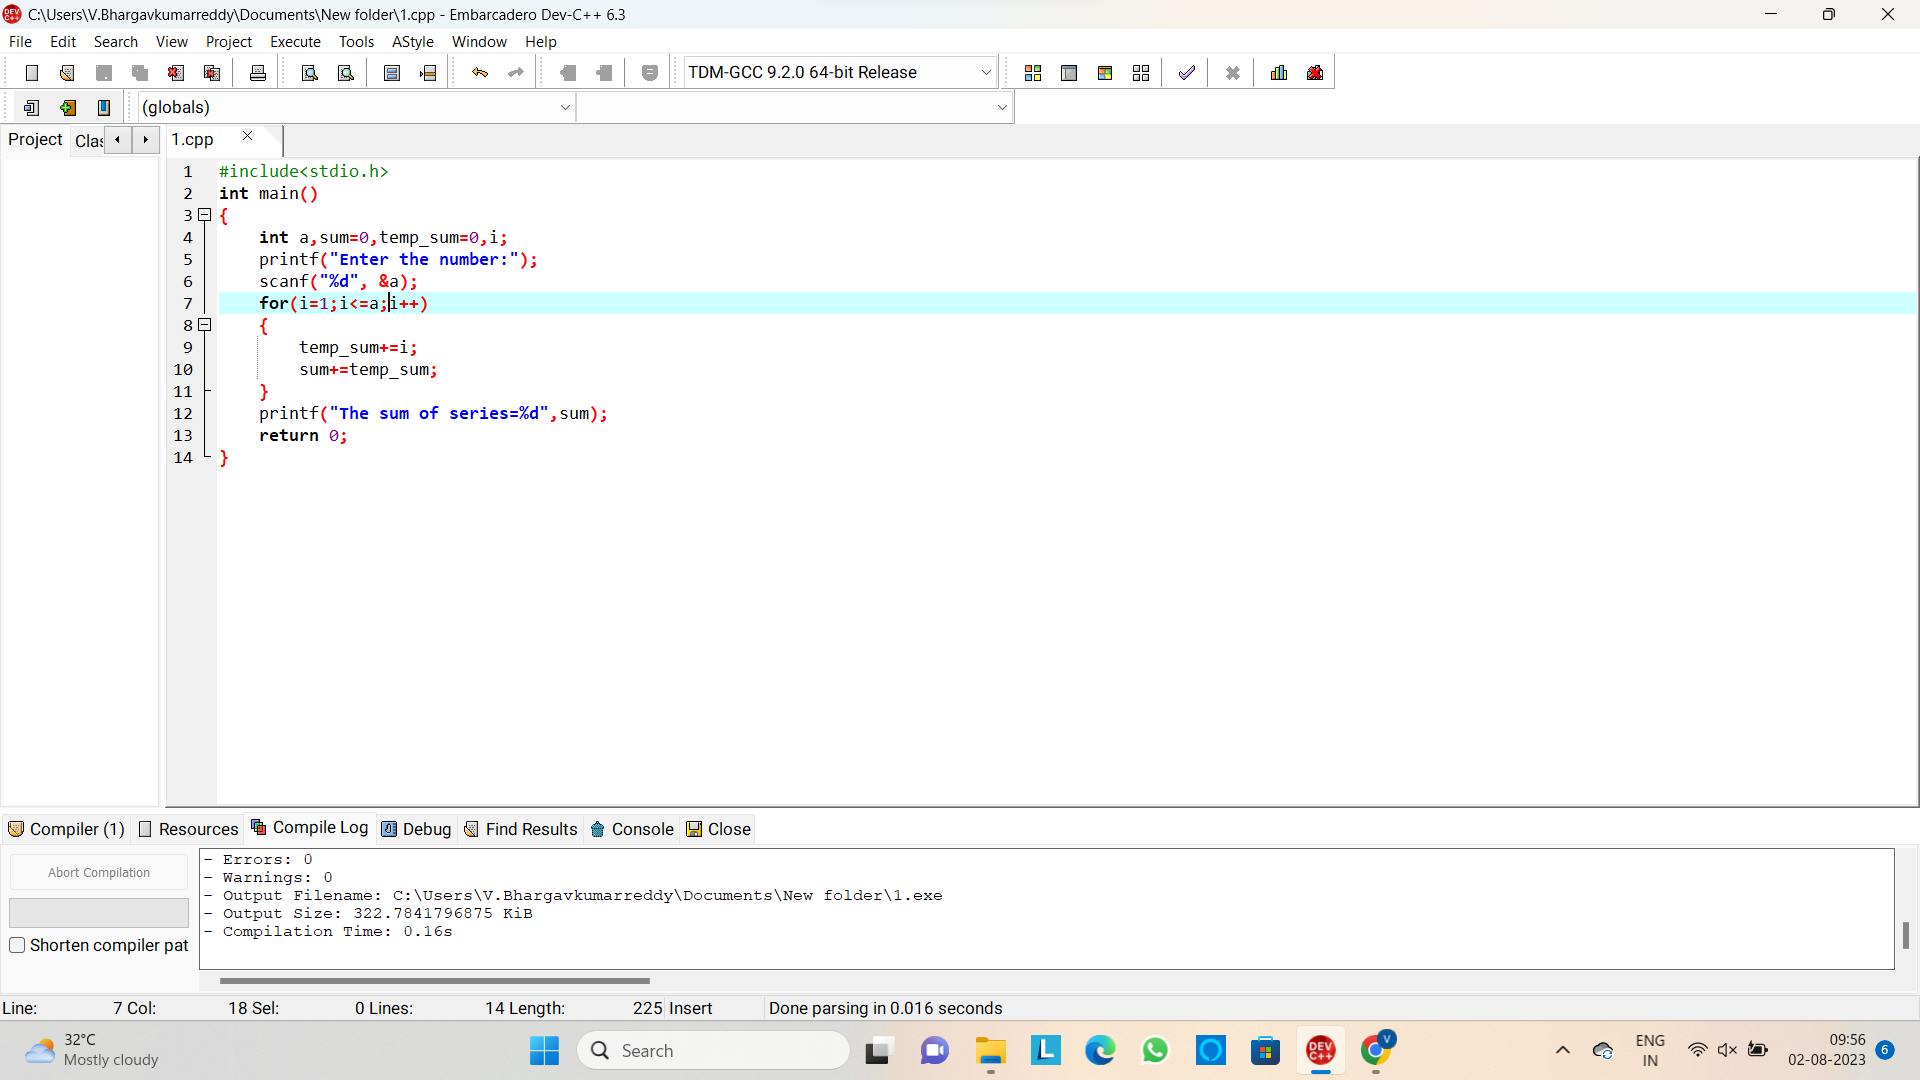 C:\Users\V.Bhargavkumarreddy\Documents\New folder\1.cpp - Embarcadero Dev-C++ 6.3
File Edit Search View Project Execute Tools AStyle Window Help
TDM-GCC 9.2.0 64-bit Release
(globals)
Project Clas 1.cpp
1 #include<stdio.h>
2 int main()
3 {
4 int a,sum=0,temp_sum=0,i;
5 printf("Enter the number:");
6 scanf("%d", &a);
7 for(i=1;i<=a;i++)
8 {
9 temp_sum+=i;
10 sum+=temp_sum;
11 }
12 printf("The sum of series=%d",sum);
13 return 0;
14 }
Compiler (1) Resources Compile Log Debug Find Results Console Close
Abort Compilation
Shorten compiler pat
- Errors: 0
- Warnings: 0
- Output Filename: C:\Users\V.Bhargavkumarreddy\Documents\New folder\1.exe
- Output Size: 322.7841796875 KiB
- Compilation Time: 0.16s
Line: 7 Col: 18 Sel: 0 Lines: 14 Length: 225 Insert Done parsing in 0.016 seconds
32°C
Mostly cloudy
Search
L
DEV
C++
V
ENG
IN
09:56
02-08-2023
6